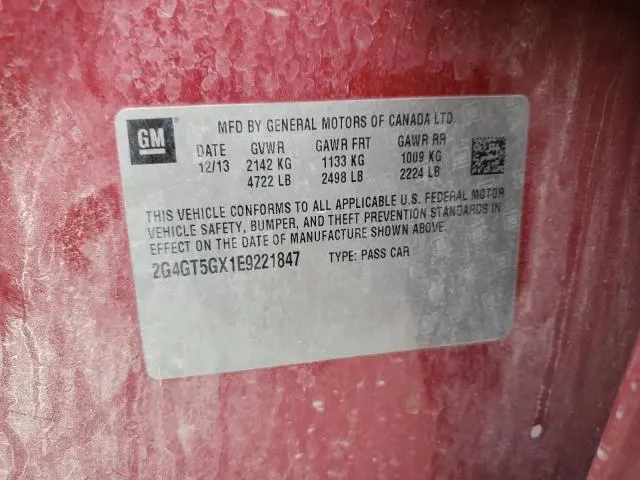 GM
MFD BY GENERAL MOTORS OF CANADA LTD.
DATE GVWR GAWR FRT GAWR RR
12/13 2142 KG 1133 KG 1009 KG
4722 LB 2498 LB 2224 LB
THIS VEHICLE CONFORMS TO ALL APPLICABLE U.S. FEDERAL MOTOR
VEHICLE SAFETY, BUMPER, AND THEFT PREVENTION STANDARDS IN
EFFECT ON THE DATE OF MANUFACTURE SHOWN ABOVE.
2G4GT5GX1E9221847 TYPE: PASS CAR